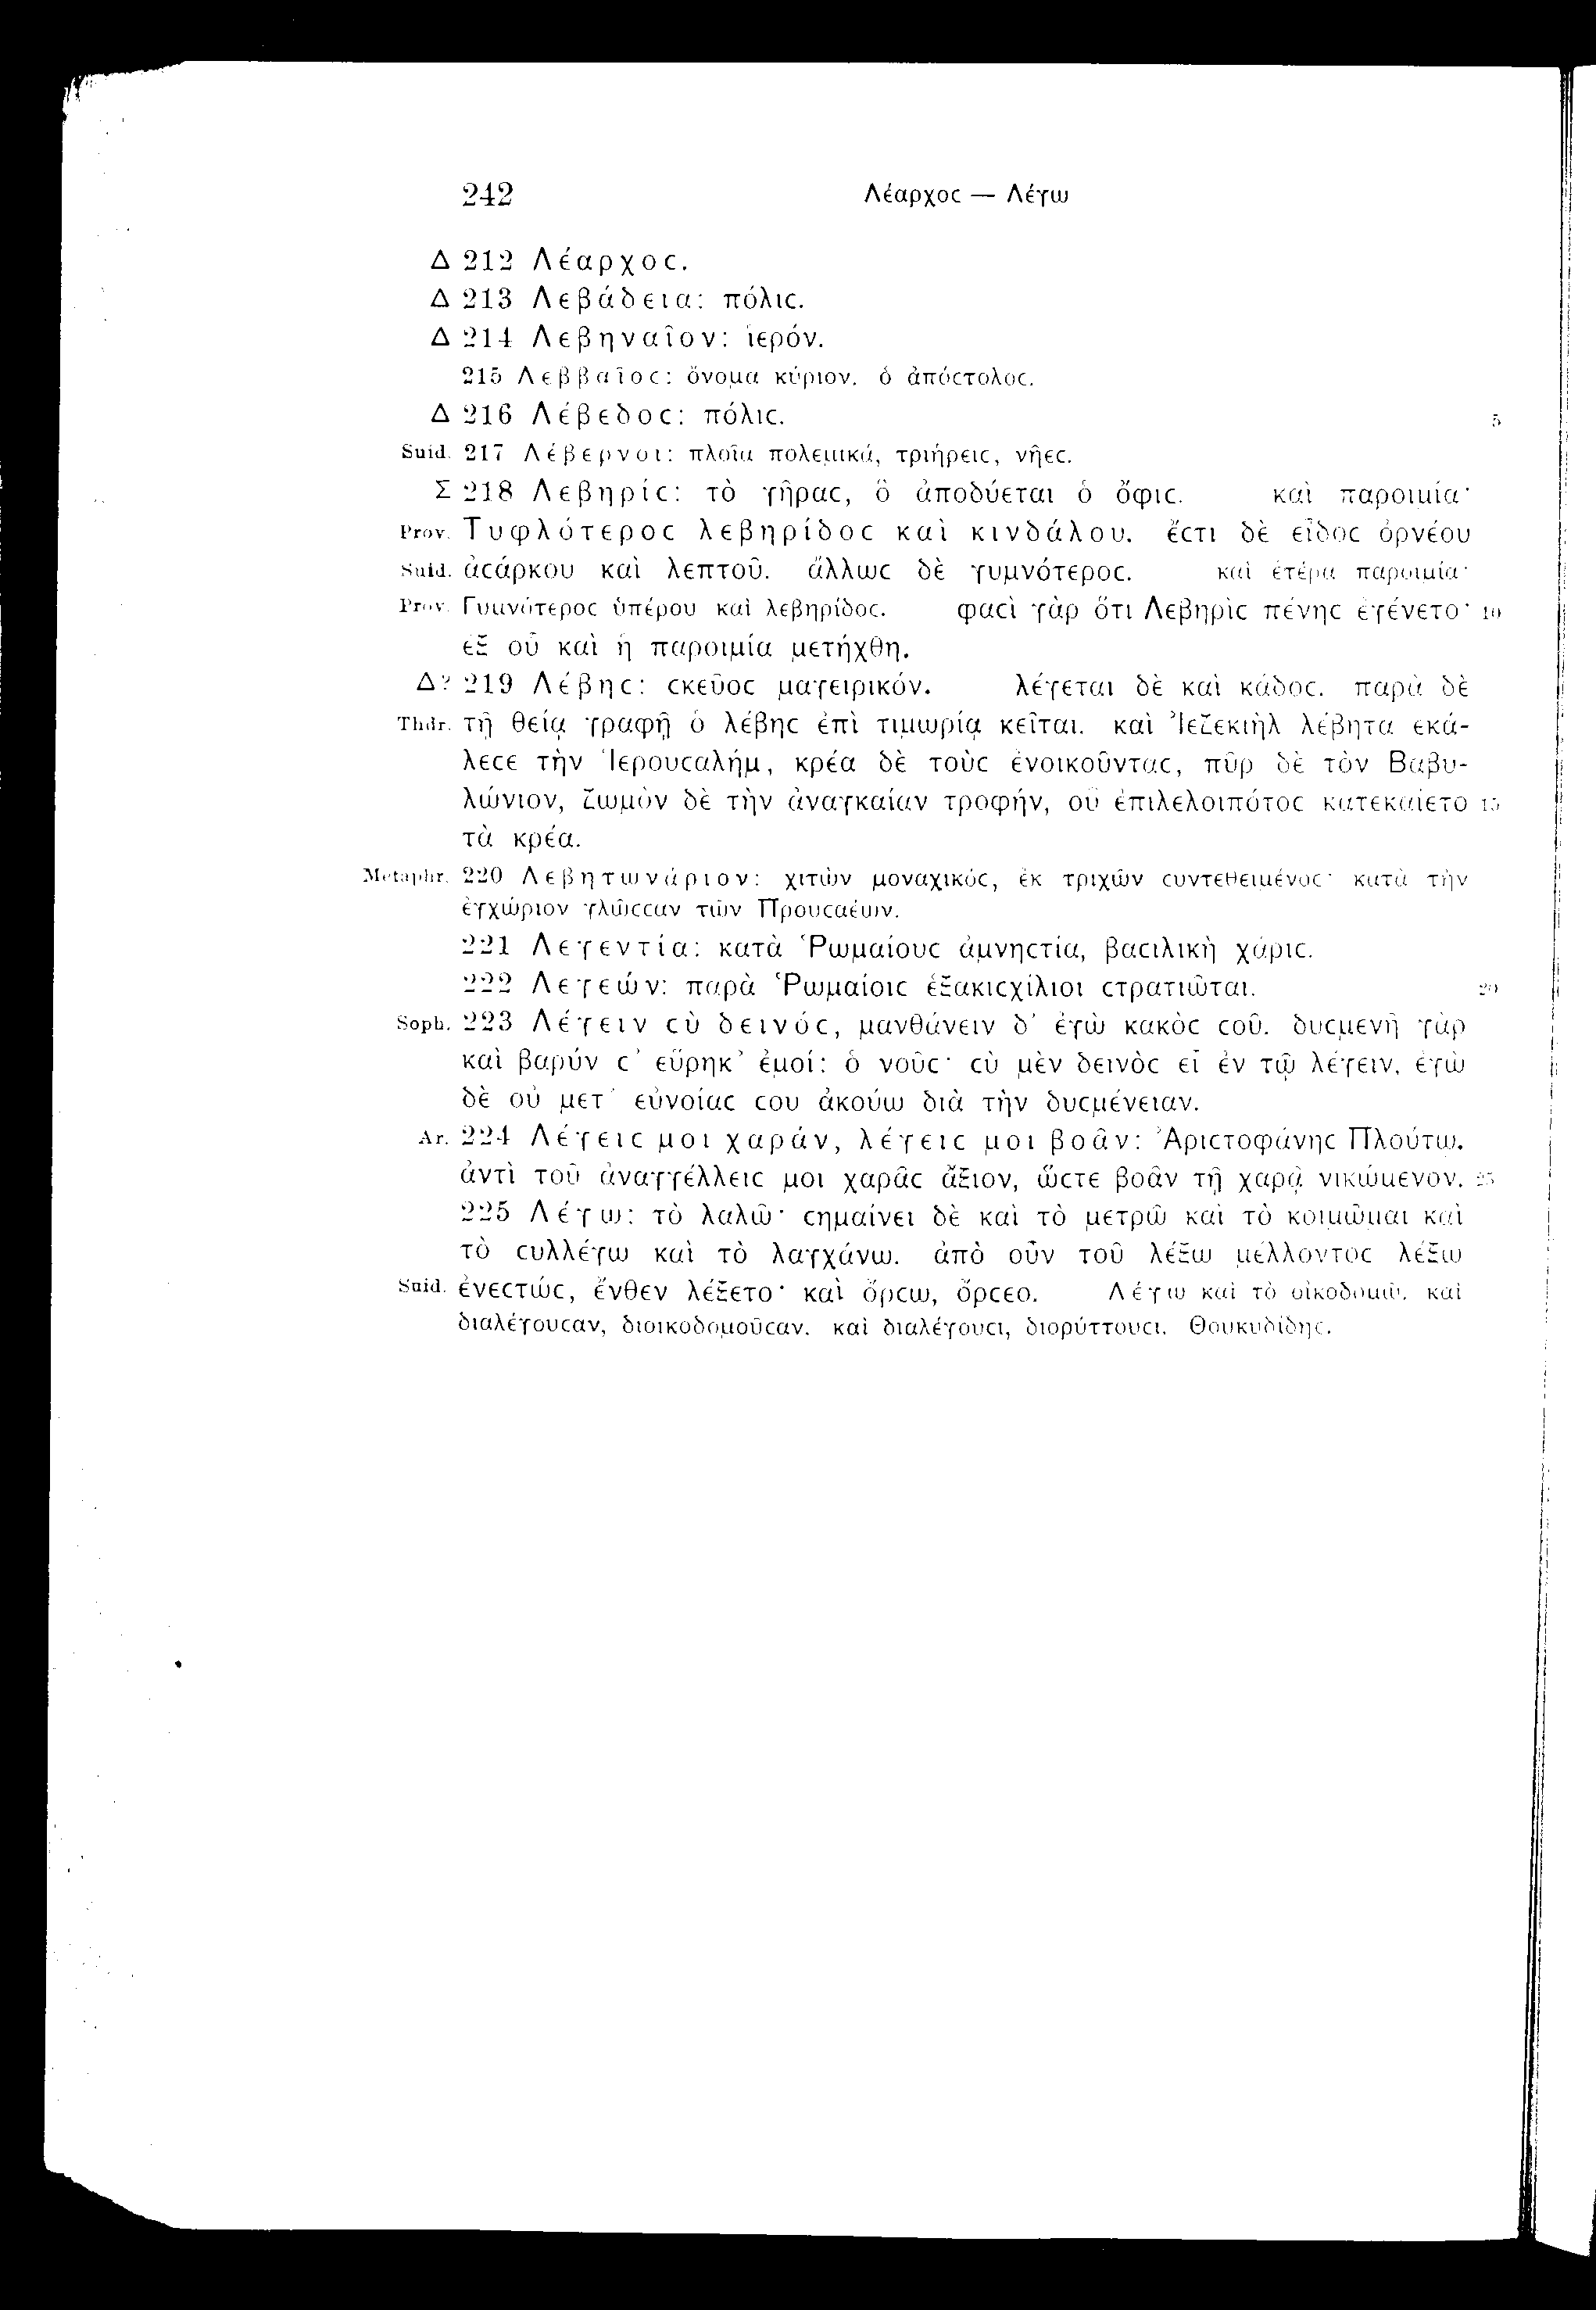 242 Λέαρχοϲ — Λέγω
Δ 212 Λέαρχοϲ.
Δ 213 Λεβάδεια: πόλιϲ.
Δ 214 Λεβηναῖον: ἱερόν.
215 Λεββαῖοϲ: ὄνομα κύριον. ὁ ἀπόϲτολοϲ.
Δ 216 Λέβεδοϲ: πόλιϲ. 5
Suid. 217 Λέβερνοι: πλοῖα πολεμικά, τριήρειϲ, νῆεϲ.
Σ 218 Λεβηρίϲ: τὸ γῆραϲ, ὃ ἀποδύεται ὁ ὄφιϲ. καὶ παροιμία·
Prov. Τυφλότεροϲ λεβηρίδοϲ καὶ κινδάλου. ἔϲτι δὲ εἶδοϲ ὀρνέου
Suid. ἀϲάρκου καὶ λεπτοῦ. ἄλλωϲ δὲ γυμνότεροϲ. καὶ ἑτέρα παροιμία·
Prov. Γυμνότεροϲ ὑπέρου καὶ λεβηρίδοϲ. φαϲὶ γὰρ ὅτι Λεβηρὶϲ πένηϲ ἐγένετο· 10
ἐξ οὗ καὶ ἡ παροιμία μετήχθη.
Δ? 219 Λέβηϲ: ϲκεῦοϲ μαγειρικόν. λέγεται δὲ καὶ κάδοϲ. παρὰ δὲ
Thdr. τῇ θείᾳ γραφῇ ὁ λέβηϲ ἐπὶ τιμωρίᾳ κεῖται. καὶ Ἰεζεκιὴλ λέβητα ἐκά-
λεϲε τὴν Ἱερουϲαλήμ, κρέα δὲ τοὺϲ ἐνοικοῦνταϲ, πῦρ δὲ τὸν Βαβυ-
λώνιον, ζωμὸν δὲ τὴν ἀναγκαίαν τροφήν, οὗ ἐπιλελοιπότοϲ κατεκαίετο 15
τὰ κρέα.
Metaphr. 220 Λεβητωνάριον: χιτὼν μοναχικόϲ, ἐκ τριχῶν ϲυντεθειμένοϲ· κατὰ τὴν
ἐγχώριον γλῶϲϲαν τῶν Προυϲαέων.
221 Λεγεντία: κατὰ Ῥωμαίουϲ ἀμνηϲτία, βαϲιλικὴ χάριϲ.
222 Λεγεών: παρὰ Ῥωμαίοιϲ ἑξακιϲχίλιοι ϲτρατιῶται. 20
Soph. 223 Λέγειν ϲὺ δεινόϲ, μανθάνειν δ’ ἐγὼ κακὸϲ ϲοῦ. δυϲμενῆ γὰρ
καὶ βαρύν ϲ’ εὕρηκ’ ἐμοί: ὁ νοῦϲ· ϲὺ μὲν δεινὸϲ εἶ ἐν τῷ λέγειν, ἐγὼ
δὲ οὐ μετ’ εὐνοίαϲ ϲου ἀκούω διὰ τὴν δυϲμένειαν.
Ar. 224 Λέγειϲ μοι χαράν, λέγειϲ μοι βοᾶν: Ἀριϲτοφάνηϲ Πλούτῳ.
ἀντὶ τοῦ ἀναγγέλλειϲ μοι χαρᾶϲ ἄξιον, ὥϲτε βοᾶν τῇ χαρᾷ νικώμενον. 25
225 Λέγω: τὸ λαλῶ· ϲημαίνει δὲ καὶ τὸ μετρῶ καὶ τὸ κοιμῶμαι καὶ
τὸ ϲυλλέγω καὶ τὸ λαγχάνω. ἀπὸ οὖν τοῦ λέξω μέλλοντοϲ λέξω
Suid. ἐνεϲτώϲ, ἔνθεν λέξετο· καὶ ὄρϲω, ὄρϲεο. Λέγω καὶ τὸ οἰκοδομῶ. καὶ
διαλέγουϲαν, διοικοδομοῦϲαν. καὶ διαλέγουϲι, διορύττουϲι. Θουκυδίδηϲ.